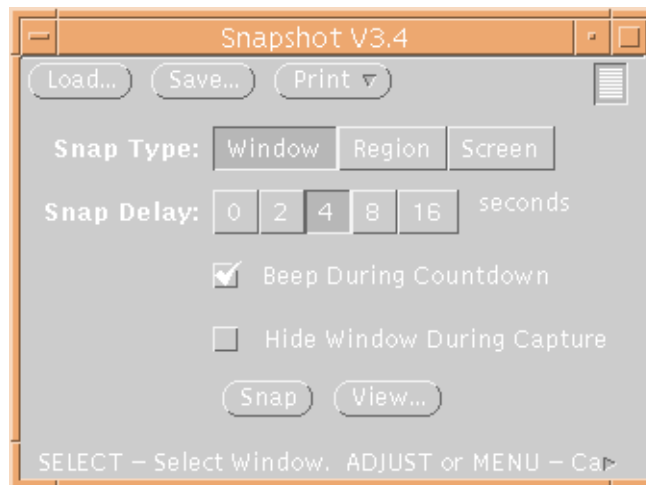 Snapshot V3.4
Load... Save... Print
Snap Type: Window Region Screen
Snap Delay: 0 2 4 8 16 seconds
Beep During Countdown
Hide Window During Capture
Snap View...
SELECT – Select Window. ADJUST or MENU – Ca